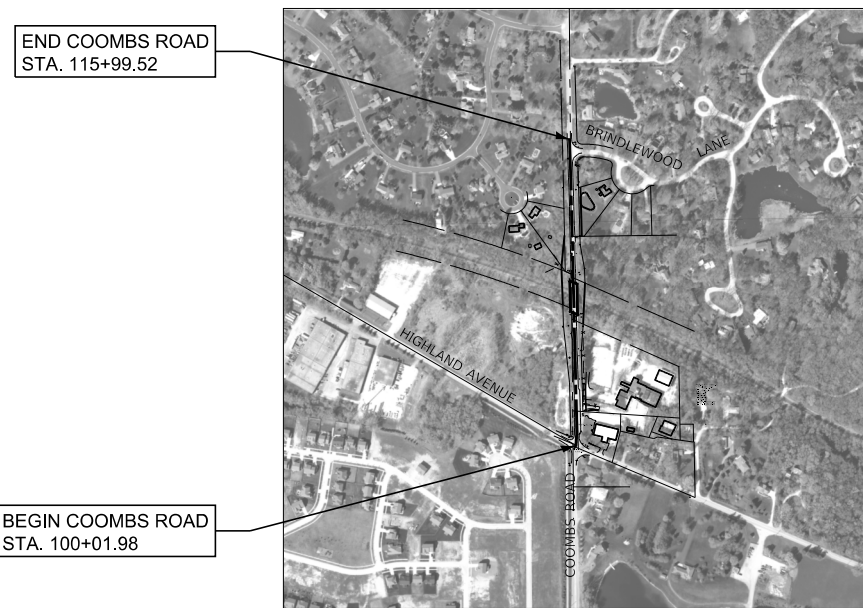 END COOMBS ROAD
STA. 115+99.52
BRINDLEWOOD LANE
HIGHLAND AVENUE
BEGIN COOMBS ROAD
STA. 100+01.98
COOMBS ROAD